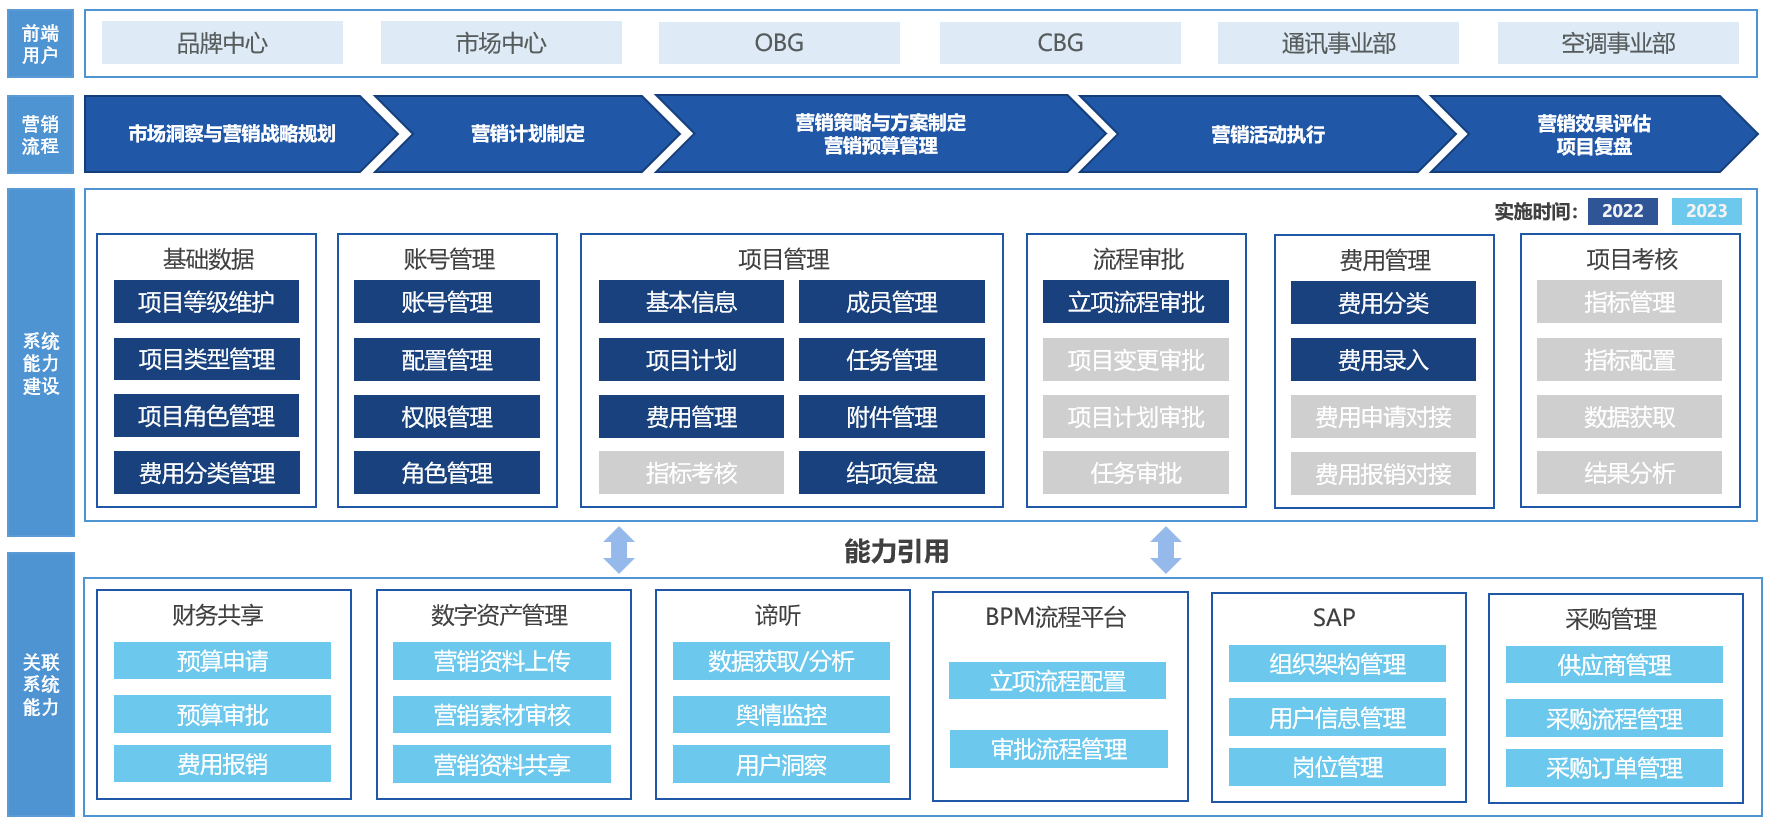 前端
用户
品牌中心
市场中心
OBG
CBG
通讯事业部
空调事业部
营销
流程
市场洞察与营销战略规划
营销计划制定
营销策略与方案制定
营销预算管理
营销活动执行
营销效果评估
项目复盘
系统
能力
建设
实施时间：
2022
2023
基础数据
项目等级维护
项目类型管理
项目角色管理
费用分类管理
账号管理
账号管理
配置管理
权限管理
角色管理
项目管理
基本信息
成员管理
项目计划
任务管理
费用管理
附件管理
指标考核
结项复盘
流程审批
立项流程审批
项目变更审批
项目计划审批
任务审批
费用管理
费用分类
费用录入
费用申请对接
费用报销对接
项目考核
指标管理
指标配置
数据获取
结果分析
能力引用
关联
系统
能力
财务共享
预算申请
预算审批
费用报销
数字资产管理
营销资料上传
营销素材审核
营销资料共享
谛听
数据获取/分析
舆情监控
用户洞察
BPM流程平台
立项流程配置
审批流程管理
SAP
组织架构管理
用户信息管理
岗位管理
采购管理
供应商管理
采购流程管理
采购订单管理